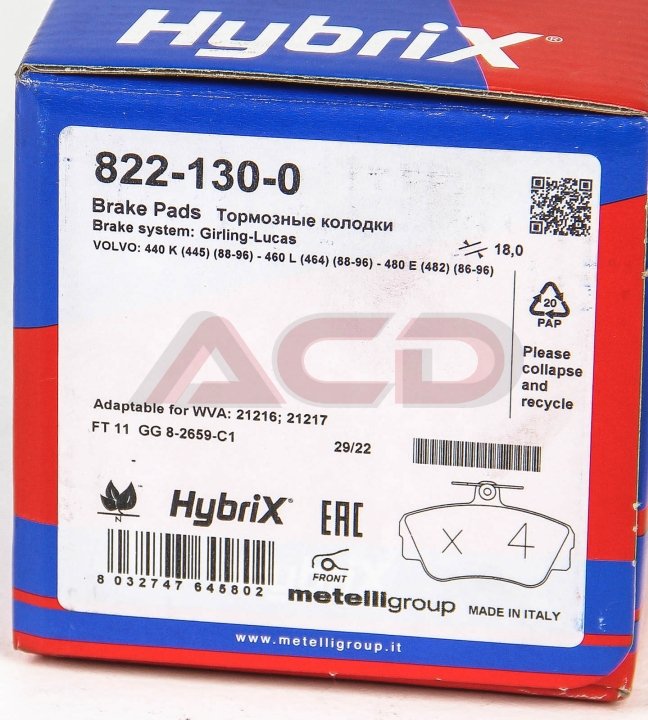 HybriX®
822-130-0
Brake Pads Тормозные колодки
Brake system: Girling-Lucas
18,0
VOLVO: 440 K (445) (88-96) - 460 L (464) (88-96) - 480 E (482) (86-96)
20
PAP
ACD
Please
collapse
and
recycle
Adaptable for WVA: 21216; 21217
FT 11 GG 8-2659-C1
29/22
N
HybriX®
EAC
x 4
8 032747 645802
FRONT
metelligroup
MADE IN ITALY
HybriX
www.metelligroup.it